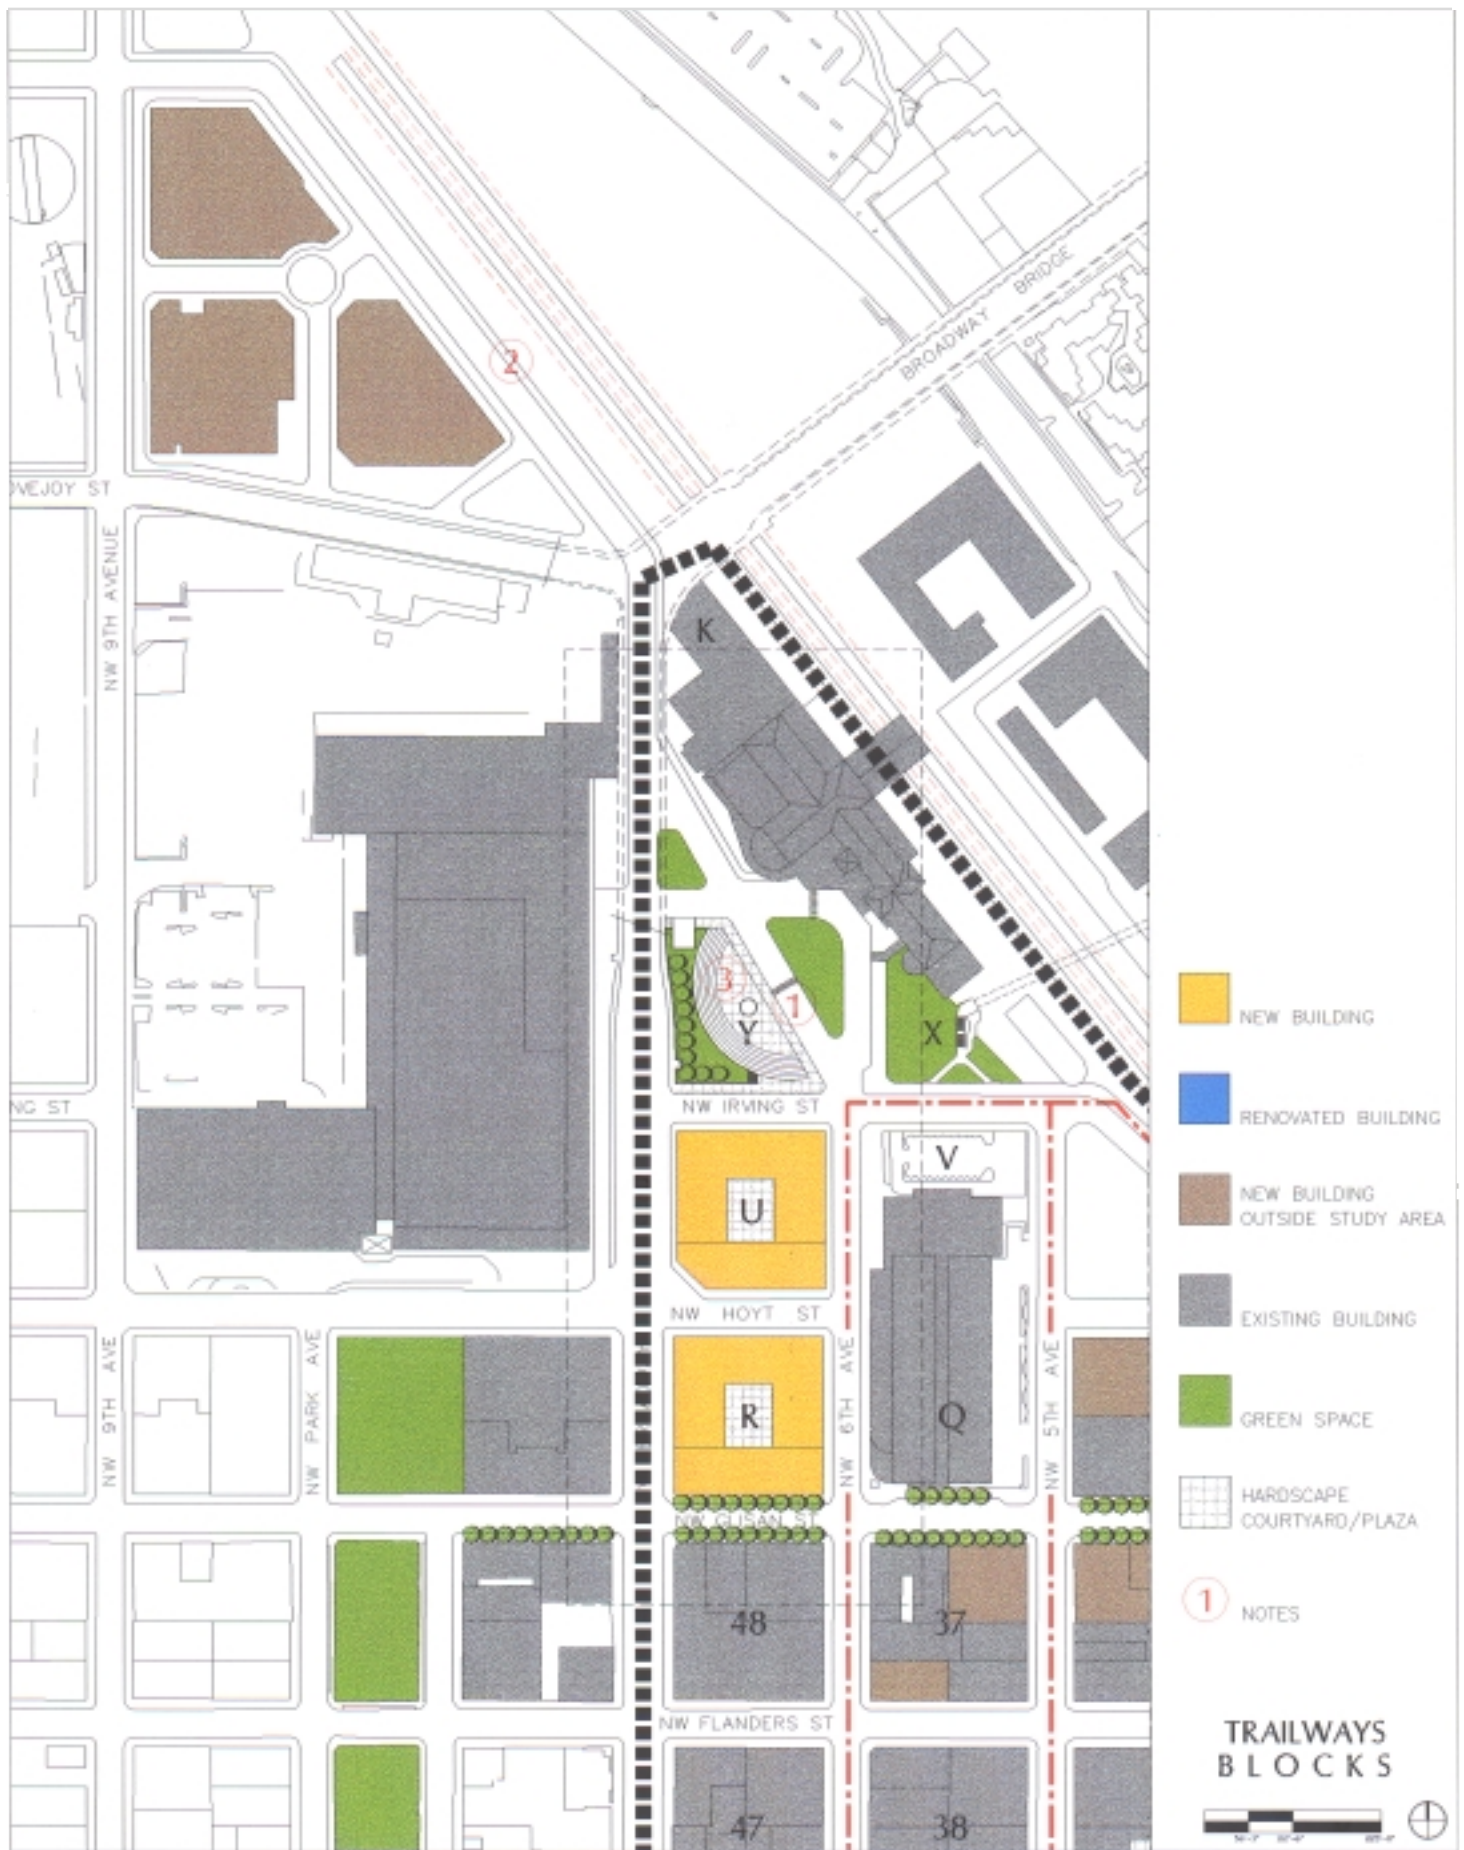 2
BROADWAY BRIDGE
OVEJOY ST
NW 9TH AVENUE
K
3
1
Y
X
NG ST
NW IRVING ST
V
U
NW HOYT ST
NW 9TH AVE
NW PARK AVE
R
NW 6TH AVE
Q
NW 5TH AVE
NW GLISAN ST
48
37
NW FLANDERS ST
47
38
NEW BUILDING
RENOVATED BUILDING
NEW BUILDING
OUTSIDE STUDY AREA
EXISTING BUILDING
GREEN SPACE
HARDSCAPE
COURTYARD/PLAZA
1 NOTES
TRAILWAYS
BLOCKS